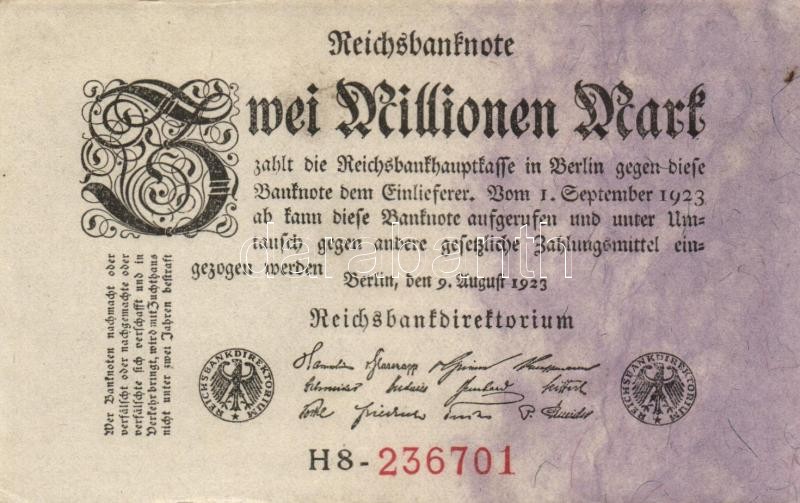 Reichsbanknote
Zwei Millionen Mark
zahlt die Reichsbankhauptkasse in Berlin gegen diese
Banknote dem Einlieferer. Vom 1. September 1923
ab kann diese Banknote aufgerufen und unter Um-
tausch gegen andere gesetzliche Zahlungsmittel ein-
gezogen werden
Berlin, den 9. August 1923
Reichsbankdirektorium
Wer Banknoten nachmacht oder
verfälscht oder nachgemachte oder
verfälschte sich verschafft und in
Verkehr bringt, wird mit Zuchthaus
nicht unter zwei Jahren bestraft
REICHSBANKDIREKTORIUM
REICHSBANKDIREKTORIUM
Friedrich
P. Schneider
H8-236701
darabanth